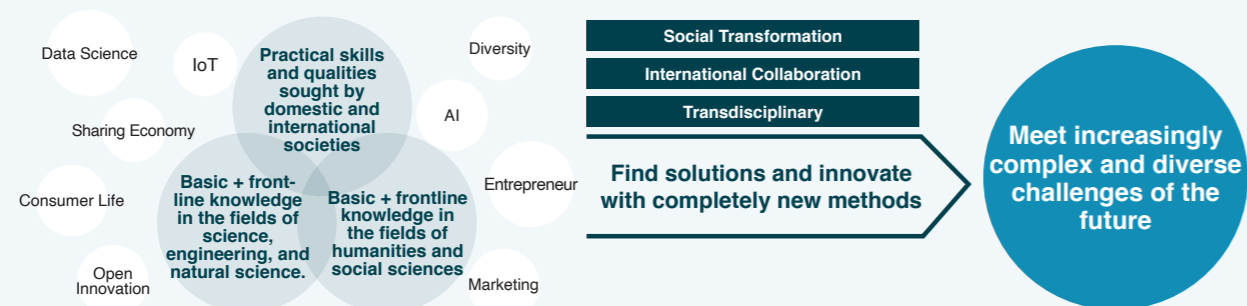 Data Science
IoT
Sharing Economy
Consumer Life
Open
Innovation
Practical skills
and qualities
sought by
domestic and
international
societies
Basic + front-
line knowledge
in the fields of
science,
engineering, and
natural science.
Basic + frontline
knowledge in
the fields of
humanities and
social sciences
Diversity
AI
Entrepreneur
Marketing
Social Transformation
International Collaboration
Transdisciplinary
Find solutions and innovate
with completely new methods
Meet increasingly
complex and diverse
challenges of the
future